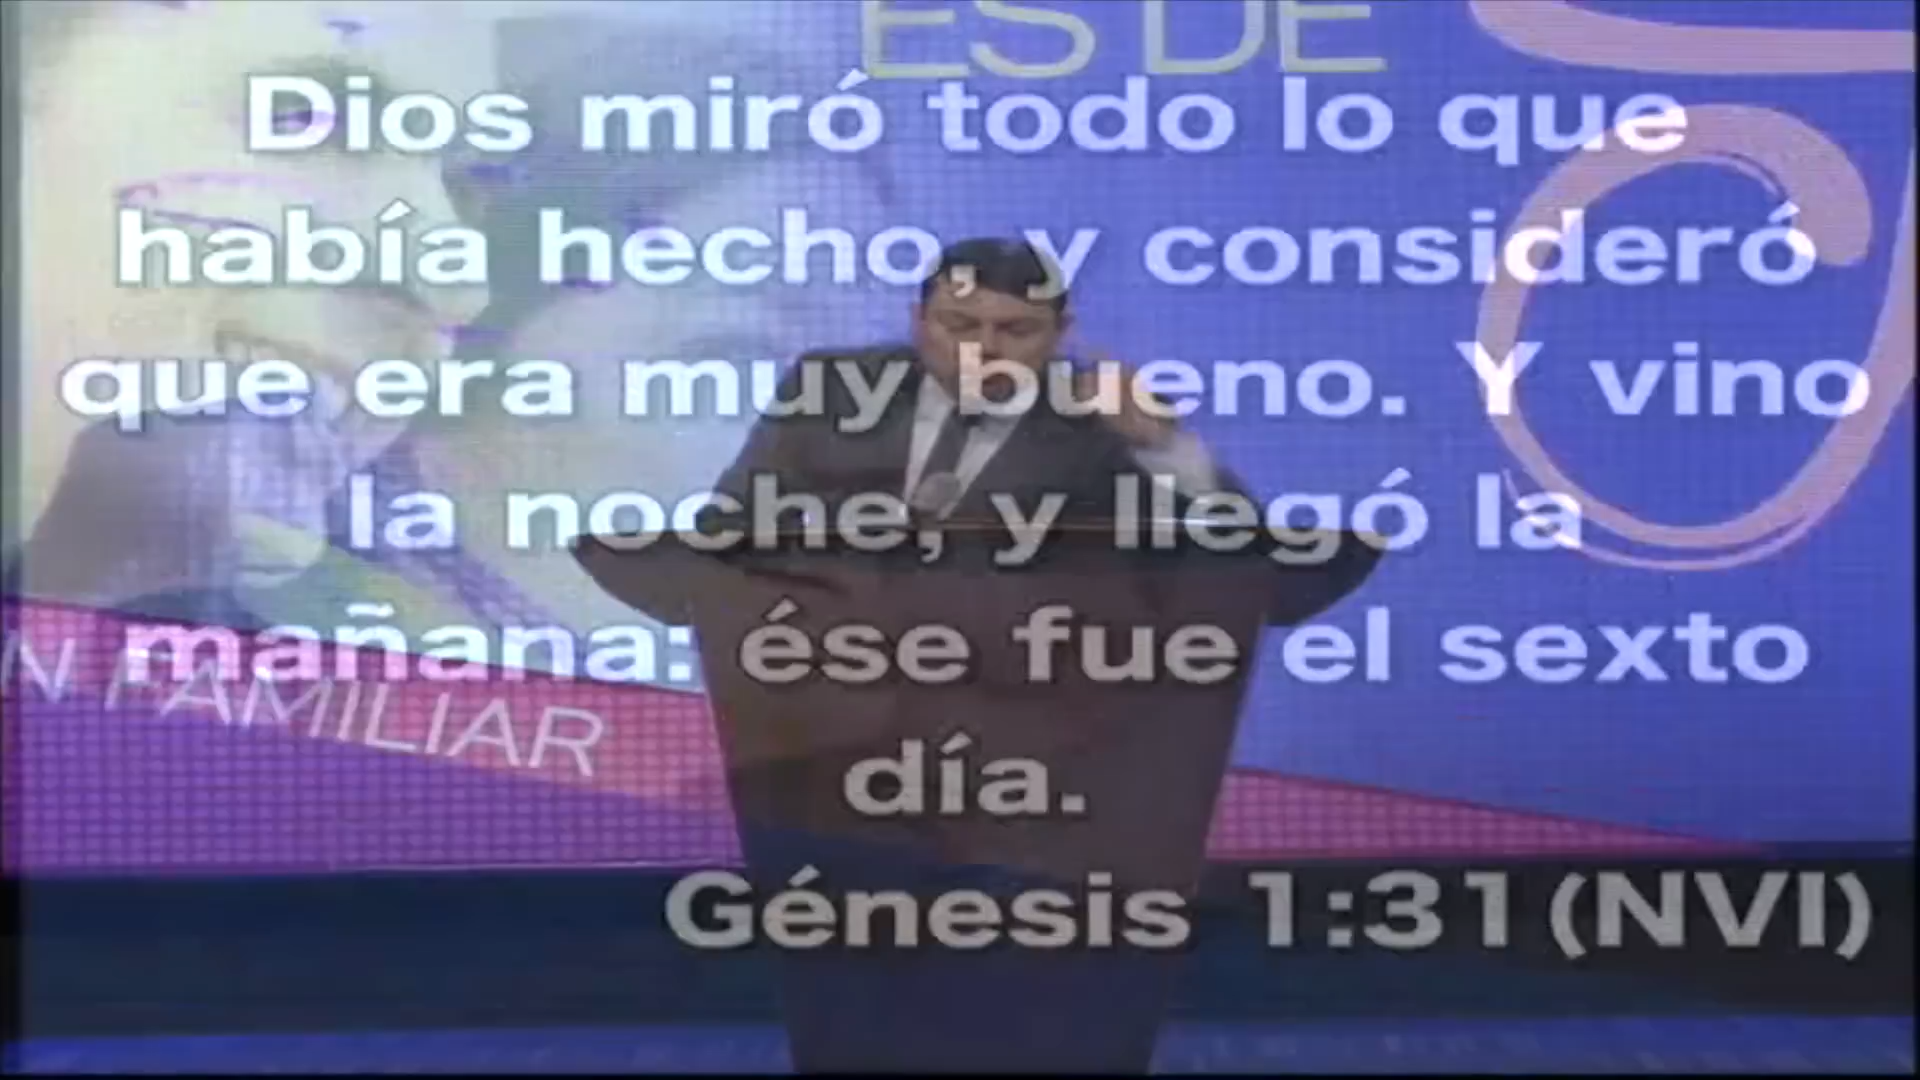 ES DE
Dios miró todo lo que
había hecho, y consideró
que era muy bueno. Y vino
la noche, y llegó la
mañana: ése fue el sexto
N FAMILIAR
día.
Génesis 1:31 (NVI)